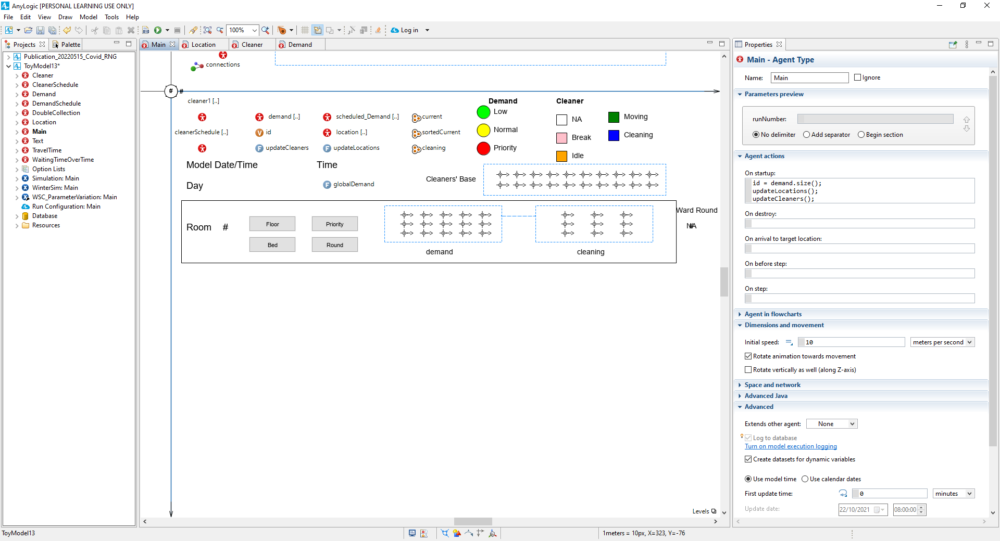 AnyLogic [PERSONAL LEARNING USE ONLY]
File Edit View Draw Model Tools Help
100% Log in
Projects Palette
Publication_20220515_Covid_RNG
ToyModel13*
Cleaner
CleanerSchedule
Demand
DemandSchedule
DoubleCollection
Location
Main
Text
TravelTime
WaitingTimeOverTime
Option Lists
Simulation: Main
WinterSim: Main
WSC_ParameterVariation: Main
Run Configuration: Main
Database
Resources
Main Location Cleaner Demand
connections
# #
cleaner1 [..]
demand [..] scheduled_Demand [..] current
cleanerSchedule [..] id location [..] sortedCurrent
updateCleaners updateLocations cleaning
Demand Cleaner
Low NA Moving
Normal Break Cleaning
Priority Idle
Model Date/Time Time
Cleaners' Base
Day globalDemand
Room # Floor Priority
Bed Round
demand cleaning
Ward Round
NA
#
Levels
Properties
Main - Agent Type
Name: Main Ignore
Parameters preview
runNumber:
No delimiter Add separator Begin section
Agent actions
On startup:
id = demand.size();
updateLocations();
updateCleaners();
On destroy:
On arrival to target location:
On before step:
On step:
Agent in flowcharts
Dimensions and movement
Initial speed: 10 meters per second
Rotate animation towards movement
Rotate vertically as well (along Z-axis)
Space and network
Advanced Java
Advanced
Extends other agent: None
Log to database
Turn on model execution logging
Create datasets for dynamic variables
Use model time Use calendar dates
First update time: 0 minutes
Update date: 22/10/2021 08:00:00
ToyModel13
1meters = 10px, X=323, Y=-76